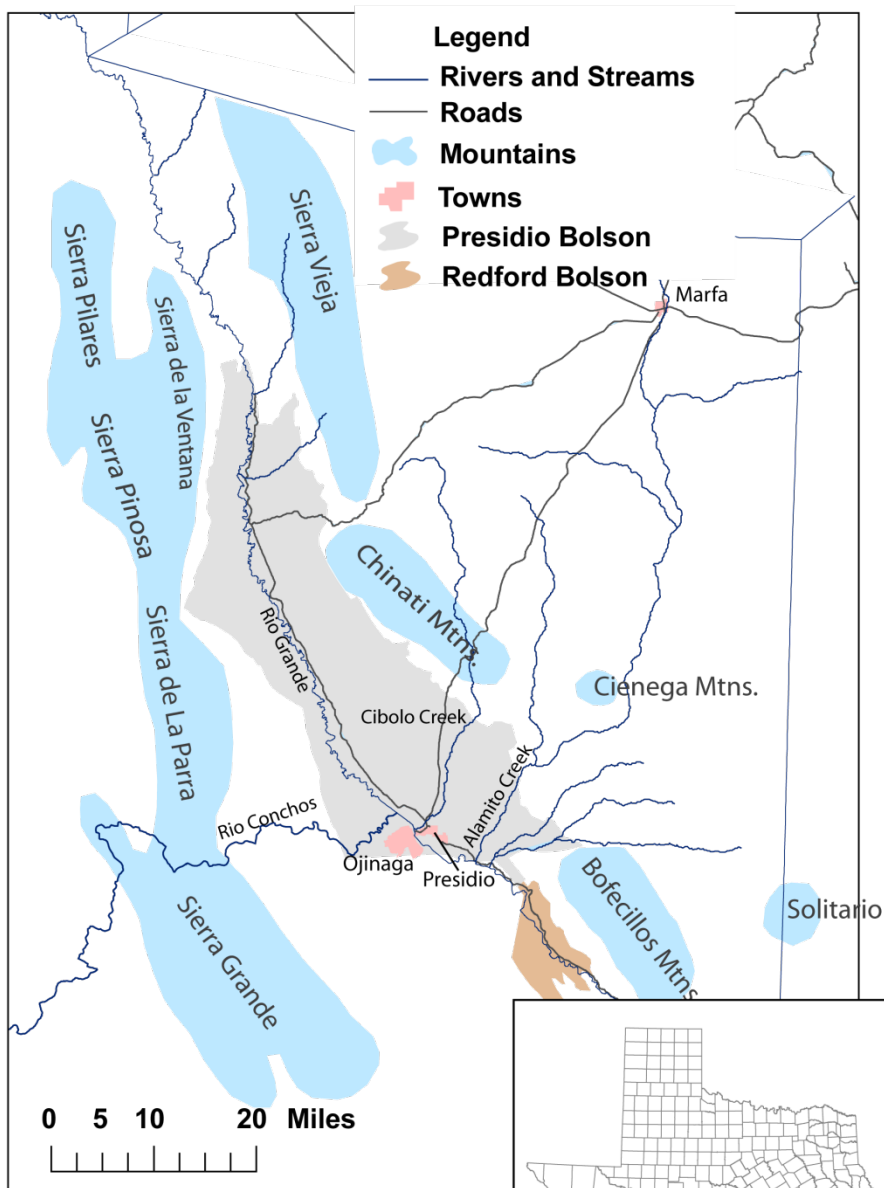 Legend
Rivers and Streams
Roads
Mountains
Towns
Presidio Bolson
Redford Bolson
Sierra Vieja
Sierra Pilares
Sierra de la Ventana
Marfa
Sierra Pinosa
Chinati Mtns.
Rio Grande
Sierra de La Parra
Cienega Mtns.
Cibolo Creek
Alamito Creek
Rio Conchos
Ojinaga
Presidio
Bofecillos Mtns
Solitario
Sierra Grande
0 5 10 20 Miles